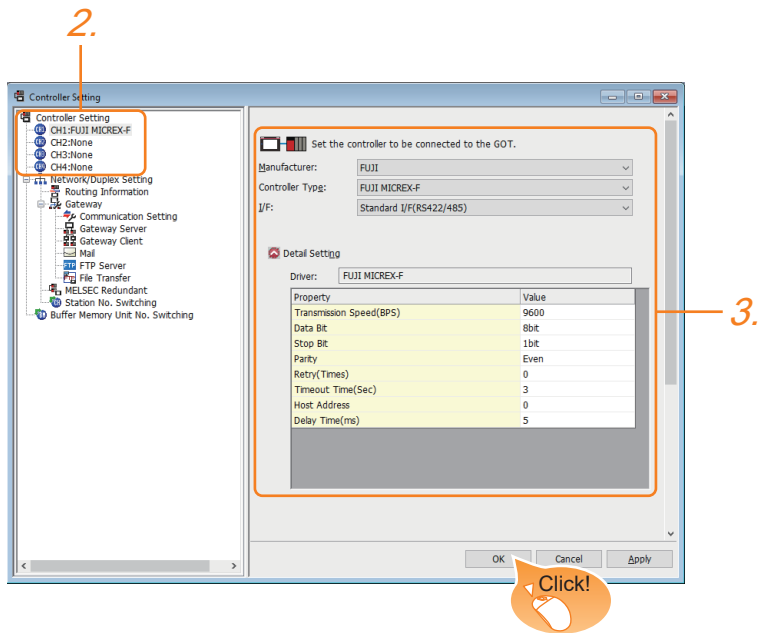 2.
Controller Setting
Controller Setting
CH1:FUJI MICREX-F
CH2:None
CH3:None
CH4:None
Network/Duplex Setting
Routing Information
Gateway
Communication Setting
Gateway Server
Gateway Client
Mail
FTP Server
File Transfer
MELSEC Redundant
Station No. Switching
Buffer Memory Unit No. Switching
Set the controller to be connected to the GOT.
Manufacturer: FUJI
Controller Type: FUJI MICREX-F
I/F: Standard I/F(RS422/485)
Detail Setting
Driver: FUJI MICREX-F
Property Value
Transmission Speed(BPS) 9600
Data Bit 8bit
Stop Bit 1bit
Parity Even
Retry(Times) 0
Timeout Time(Sec) 3
Host Address 0
Delay Time(ms) 5
3.
OK Cancel Apply
Click!